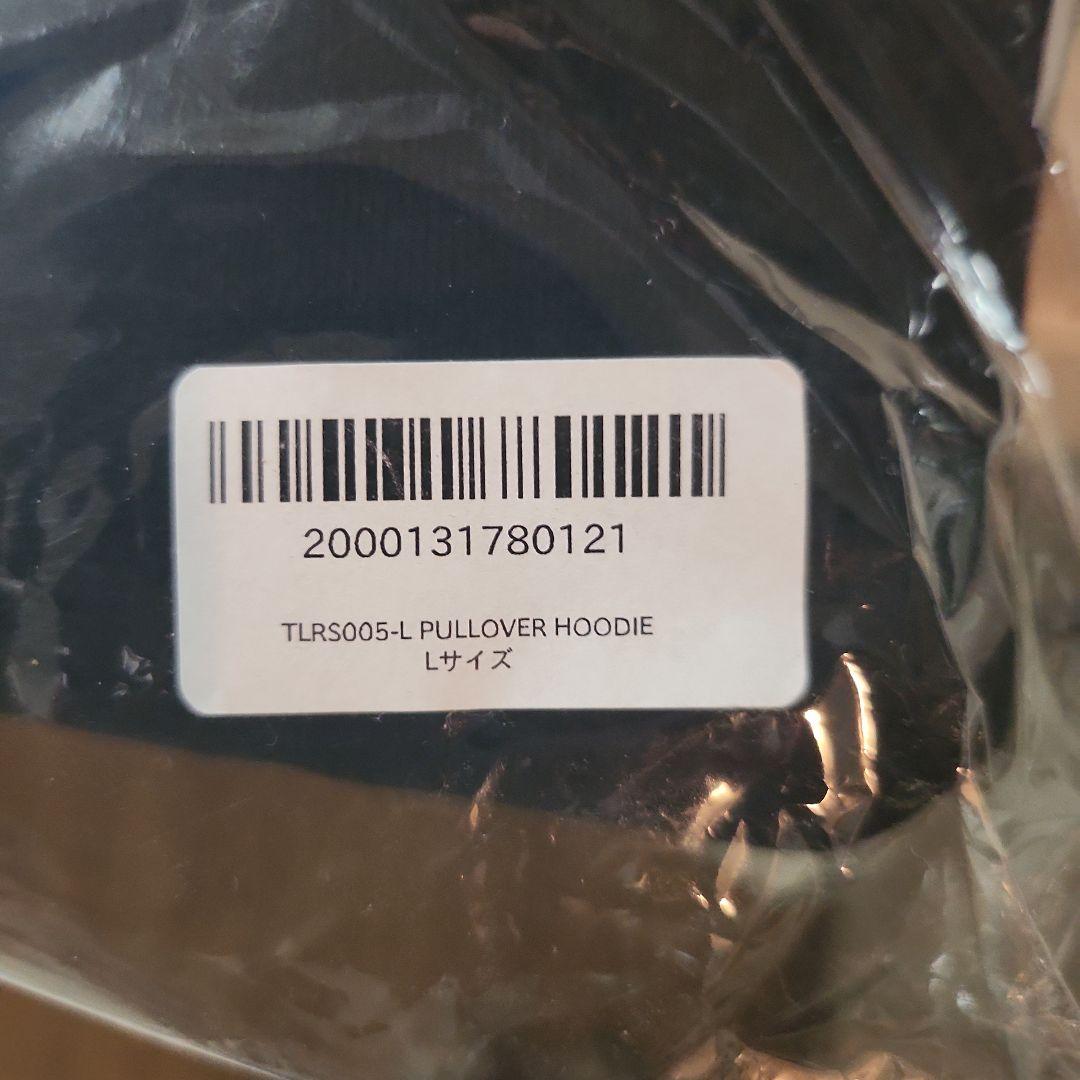 2000131780121
TLRS005-L PULLOVER HOODIE
Lサイズ